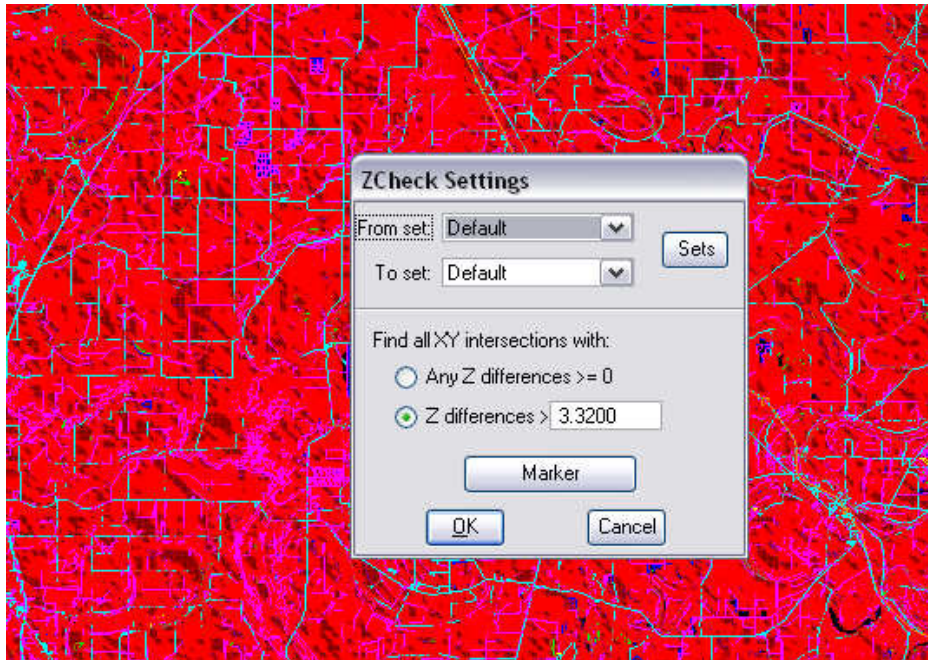 ZCheck Settings
From set: Default
Sets
To set: Default
Find all XY intersections with:
Any Z differences >= 0
Z differences > 3.3200
Marker
OK
Cancel